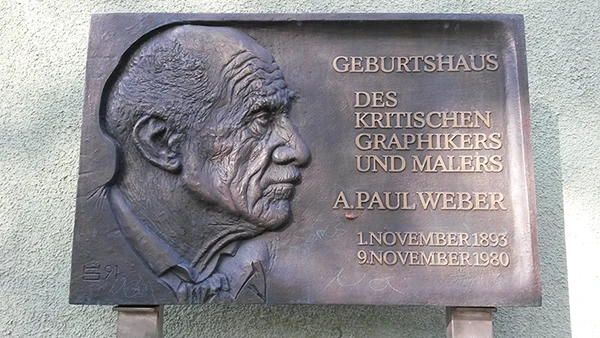 GEBURTSHAUS
DES
KRITISCHEN
GRAPHIKERS
UND MALERS
A. PAUL WEBER
1. NOVEMBER 1893
9. NOVEMBER 1980